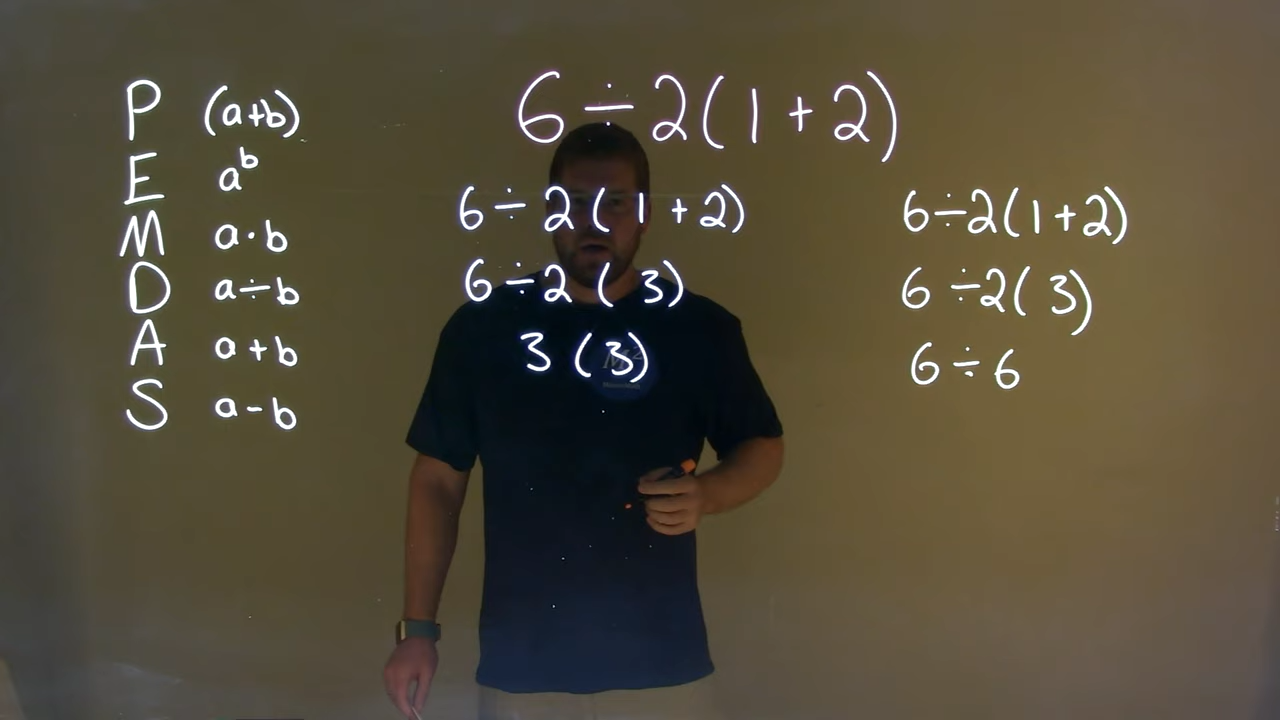 6 ÷ 2(1 + 2)
P (a+b)
E a^b
M a·b
D a÷b
A a+b
S a-b
6÷2(1+2)
6÷2(3)
3(3)
6÷2(1+2)
6÷2(3)
6÷6
M²